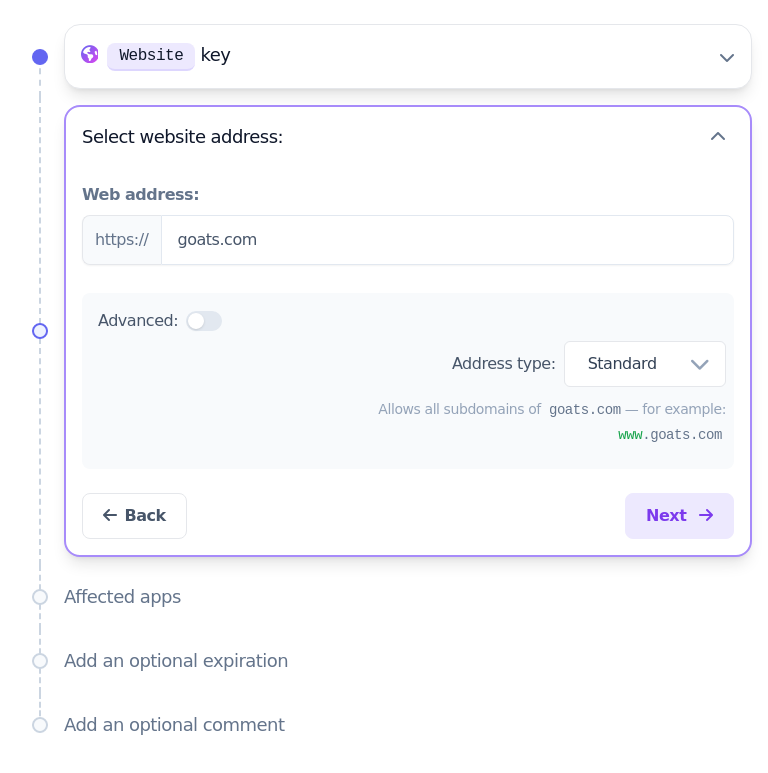 Website key
Select website address:
Web address:
https:// goats.com
Advanced:
Address type: Standard
Allows all subdomains of goats.com — for example:
www.goats.com
Back
Next
Affected apps
Add an optional expiration
Add an optional comment